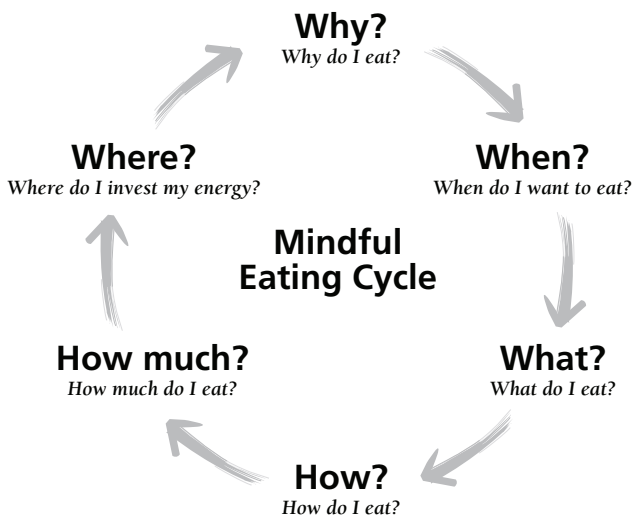 Why?
Why do I eat?
When?
When do I want to eat?
What?
What do I eat?
How?
How do I eat?
How much?
How much do I eat?
Where?
Where do I invest my energy?
Mindful
Eating Cycle